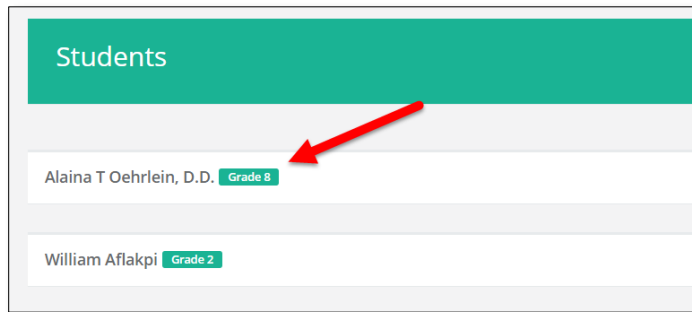 Students
Alaina T Oehrlein, D.D. Grade 8
William Aflakpi Grade 2